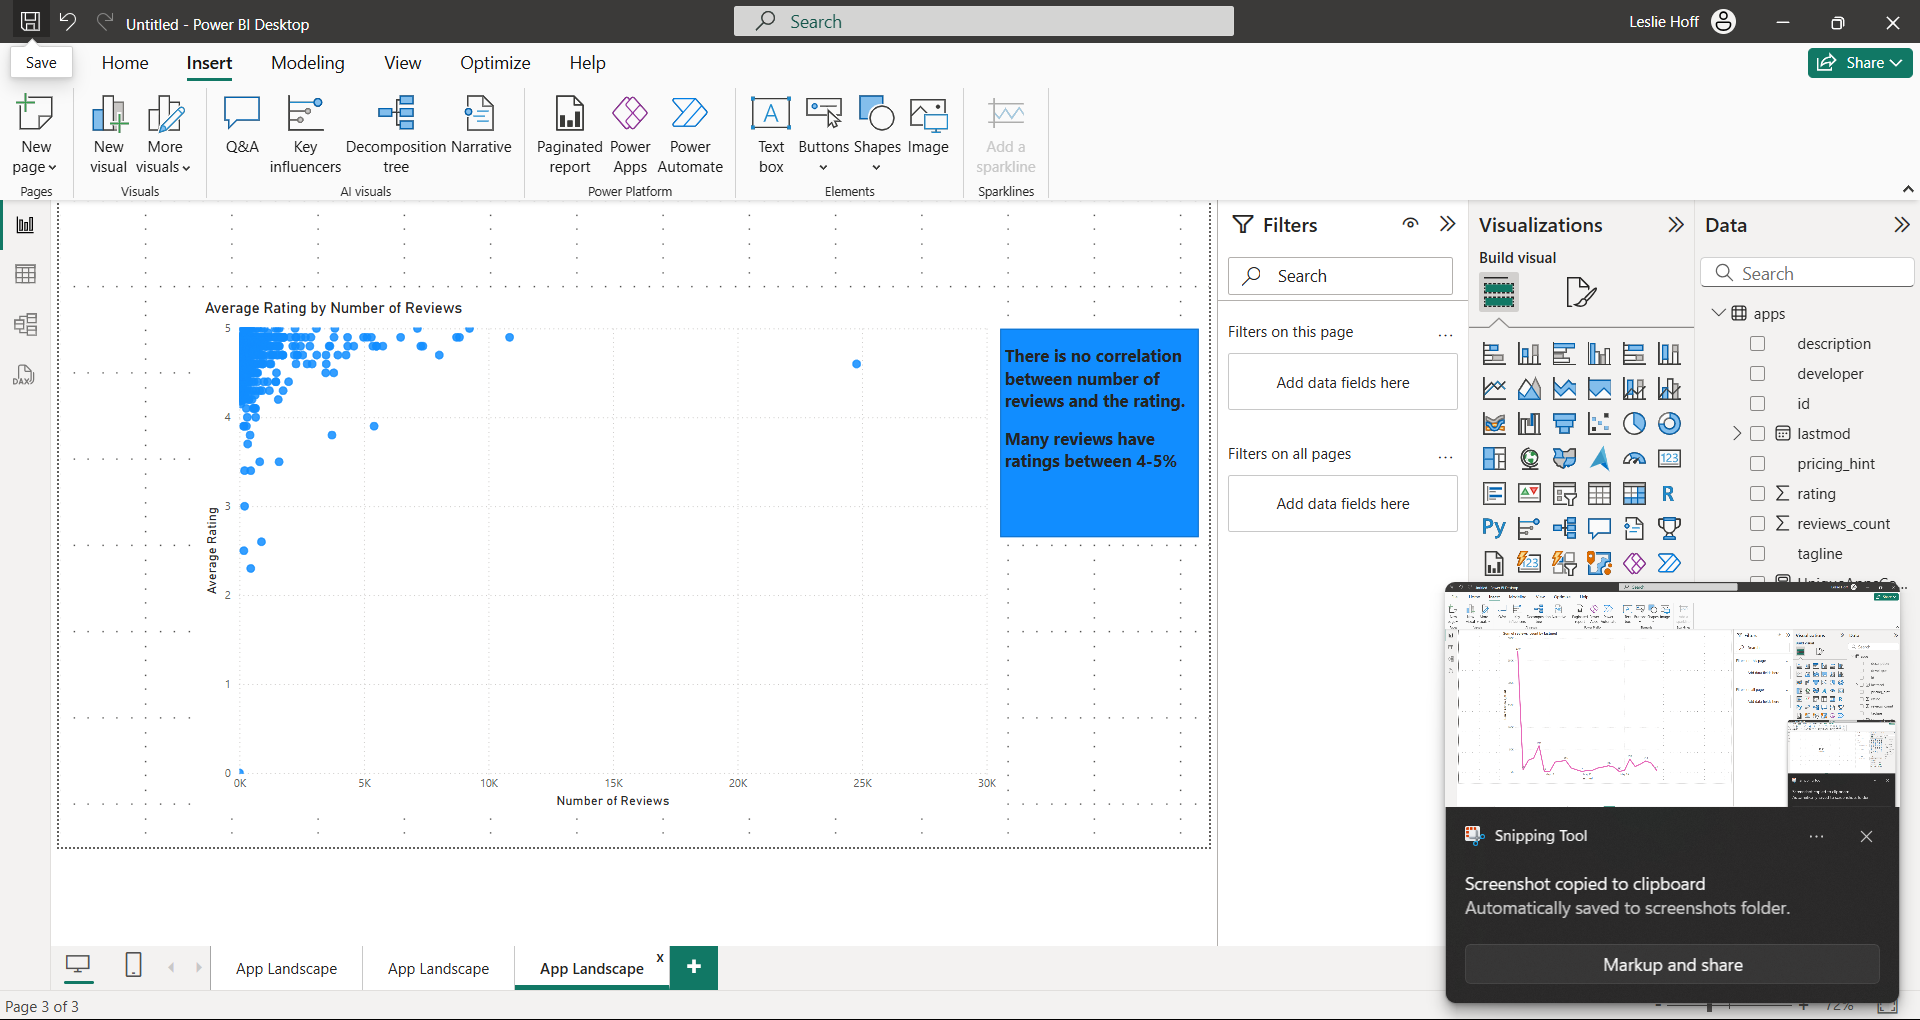 Untitled - Power BI Desktop
Search
Leslie Hoff
Save
Home
Insert
Modeling
View
Optimize
Help
Share
New page
New visual
More visuals
Q&A
Key influencers
Decomposition tree
Narrative
Paginated report
Power Apps
Power Automate
Text box
Buttons
Shapes
Image
Add a sparkline
Pages
Visuals
AI visuals
Power Platform
Elements
Sparklines
DAX
Average Rating by Number of Reviews
5
4
3
2
1
0
Average Rating
0K
5K
10K
15K
20K
25K
30K
Number of Reviews
There is no correlation
between number of
reviews and the rating.
Many reviews have
ratings between 4-5%
Filters
Search
Filters on this page
...
Add data fields here
Filters on all pages
...
Add data fields here
Visualizations
Build visual
123
R
Py
123
Data
Search
apps
description
developer
id
lastmod
pricing_hint
rating
reviews_count
tagline
Snipping Tool
...
Screenshot copied to clipboard
Automatically saved to screenshots folder.
Markup and share
App Landscape
App Landscape
App Landscape
x
+
Page 3 of 3
72%